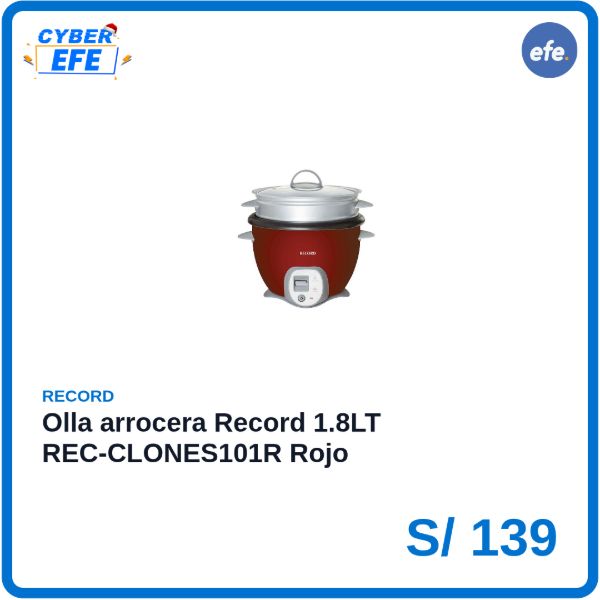 CYBER
EFE
efe.
RECORD
RECORD
Olla arrocera Record 1.8LT
REC-CLONES101R Rojo
S/ 139